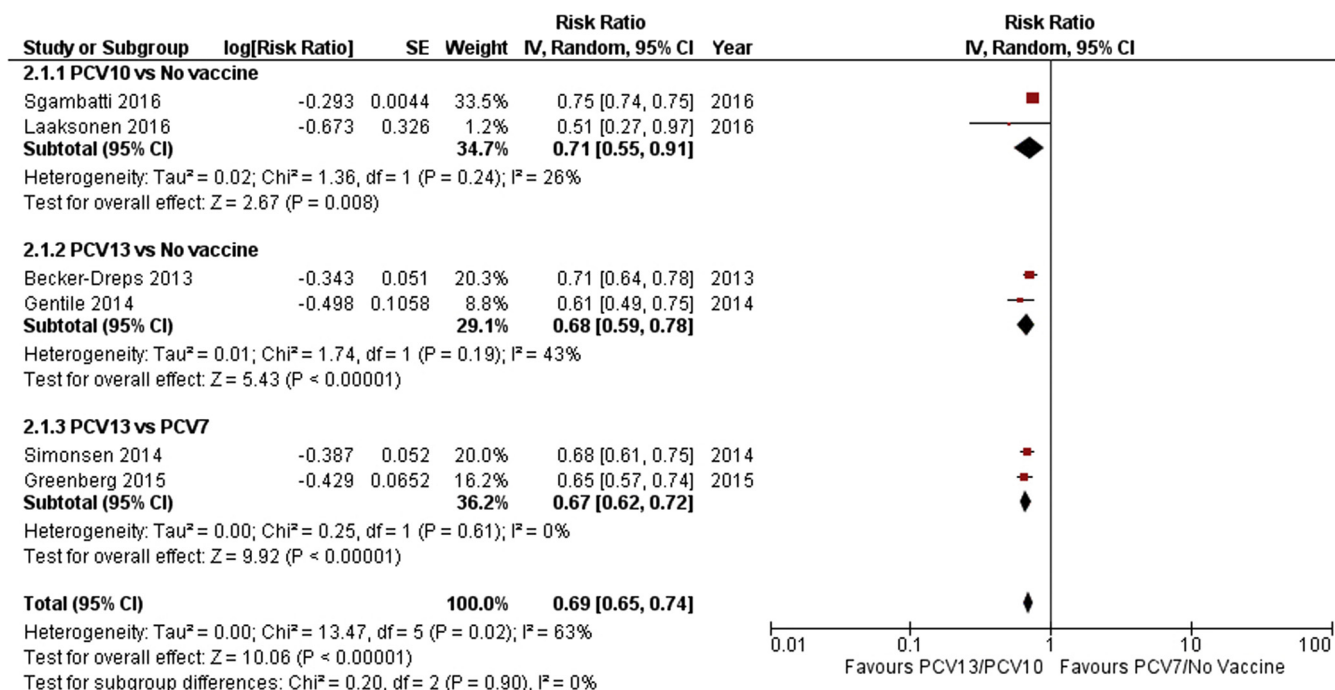 Risk Ratio Risk Ratio
Study or Subgroup log[Risk Ratio] SE Weight IV, Random, 95% CI Year IV, Random, 95% CI
2.1.1 PCV10 vs No vaccine
Sgambatti 2016 -0.293 0.0044 33.5% 0.75 [0.74, 0.75] 2016
Laaksonen 2016 -0.673 0.326 1.2% 0.51 [0.27, 0.97] 2016
Subtotal (95% CI) 34.7% 0.71 [0.55, 0.91]
Heterogeneity: Tau² = 0.02; Chi² = 1.36, df = 1 (P = 0.24); I² = 26%
Test for overall effect: Z = 2.67 (P = 0.008)
2.1.2 PCV13 vs No vaccine
Becker-Dreps 2013 -0.343 0.051 20.3% 0.71 [0.64, 0.78] 2013
Gentile 2014 -0.498 0.1058 8.8% 0.61 [0.49, 0.75] 2014
Subtotal (95% CI) 29.1% 0.68 [0.59, 0.78]
Heterogeneity: Tau² = 0.01; Chi² = 1.74, df = 1 (P = 0.19); I² = 43%
Test for overall effect: Z = 5.43 (P < 0.00001)
2.1.3 PCV13 vs PCV7
Simonsen 2014 -0.387 0.052 20.0% 0.68 [0.61, 0.75] 2014
Greenberg 2015 -0.429 0.0652 16.2% 0.65 [0.57, 0.74] 2015
Subtotal (95% CI) 36.2% 0.67 [0.62, 0.72]
Heterogeneity: Tau² = 0.00; Chi² = 0.25, df = 1 (P = 0.61); I² = 0%
Test for overall effect: Z = 9.92 (P < 0.00001)
Total (95% CI) 100.0% 0.69 [0.65, 0.74]
Heterogeneity: Tau² = 0.00; Chi² = 13.47, df = 5 (P = 0.02); I² = 63%
Test for overall effect: Z = 10.06 (P < 0.00001)
Test for subgroup differences: Chi² = 0.20, df = 2 (P = 0.90), I² = 0%
0.01 0.1 1 10 100
Favours PCV13/PCV10 Favours PCV7/No Vaccine